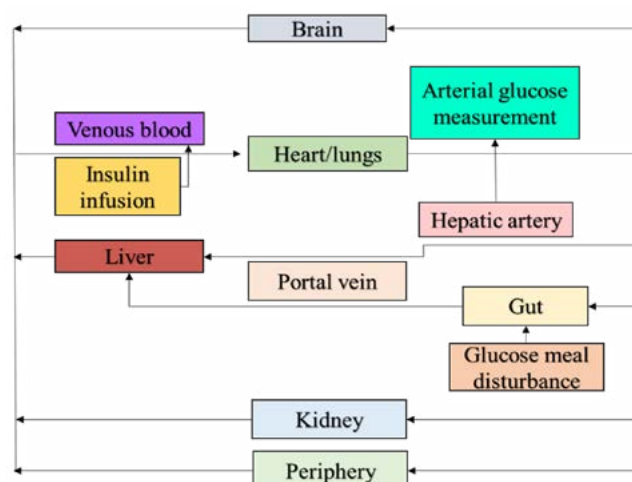 Brain
Arterial glucose
measurement
Venous blood
Heart/lungs
Insulin
infusion
Hepatic artery
Liver
Portal vein
Gut
Glucose meal
disturbance
Kidney
Periphery